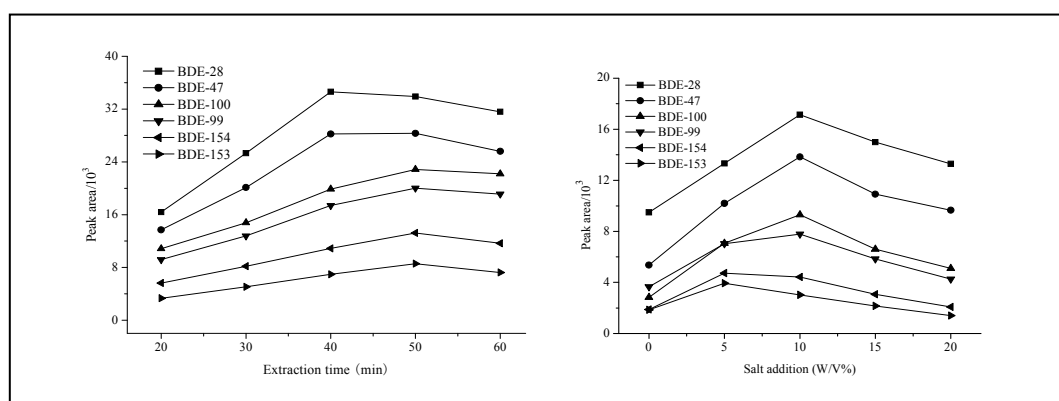 40
32
24
16
8
0
Peak area/10³
BDE-28
BDE-47
BDE-100
BDE-99
BDE-154
BDE-153
20 30 40 50 60
Extraction time (min)
20
16
12
8
4
0
Peak area/10³
BDE-28
BDE-47
BDE-100
BDE-99
BDE-154
BDE-153
0 5 10 15 20
Salt addition (W/V%)